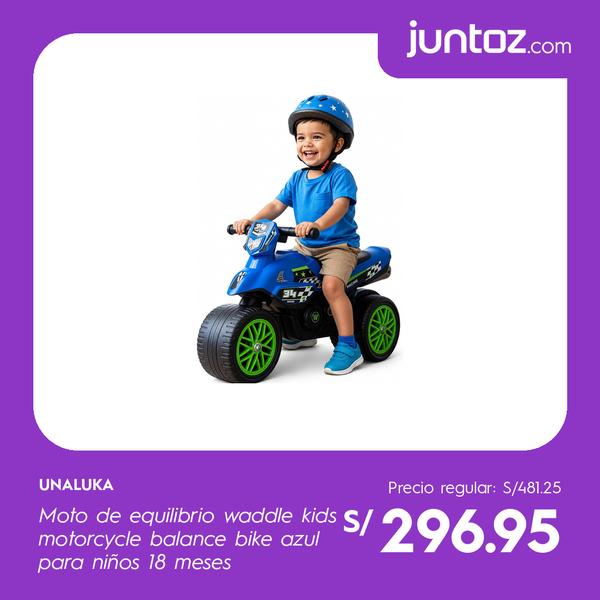 juntoz.com
34
UNALUKA
Moto de equilibrio waddle kids
motorcycle balance bike azul
para niños 18 meses
Precio regular: S/481.25
S/296.95